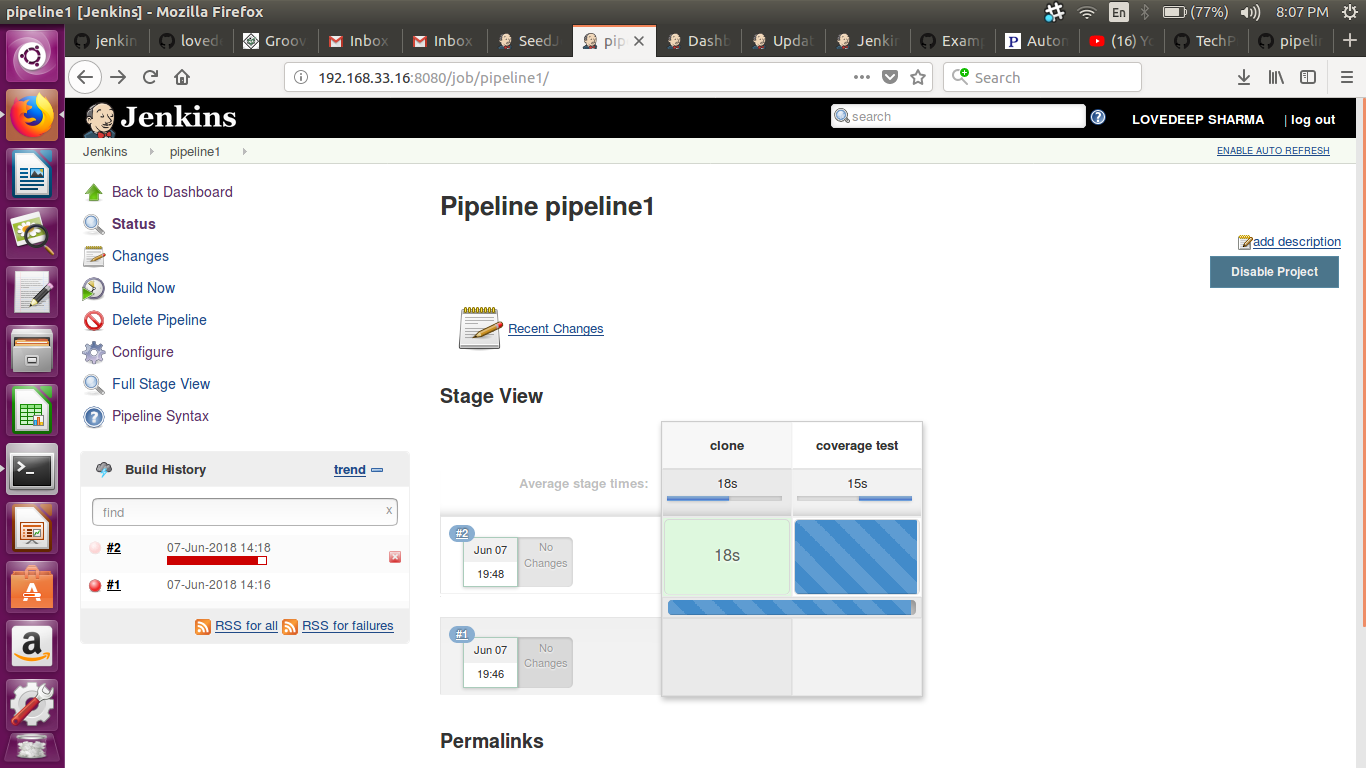 pipeline1 [Jenkins] - Mozilla Firefox
En
(77%)
8:07 PM
jenkin
lovede
Groov
Inbox
Inbox
SeedJ
pip
Dashb
Updat
Jenki
Examp
Auton
(16) Yo
TechP
pipelin
192.168.33.16:8080/job/pipeline1/
Search
Jenkins
search
LOVEDEEP SHARMA
| log out
Jenkins
pipeline1
ENABLE AUTO REFRESH
Back to Dashboard
Status
Changes
Build Now
Delete Pipeline
Configure
Full Stage View
Pipeline Syntax
Build History
trend
find
x
#2
07-Jun-2018 14:18
#1
07-Jun-2018 14:16
RSS for all
RSS for failures
Pipeline pipeline1
add description
Disable Project
Recent Changes
Stage View
clone
coverage test
Average stage times:
18s
15s
#2
Jun 07
19:48
No
Changes
18s
#1
Jun 07
19:46
No
Changes
Permalinks